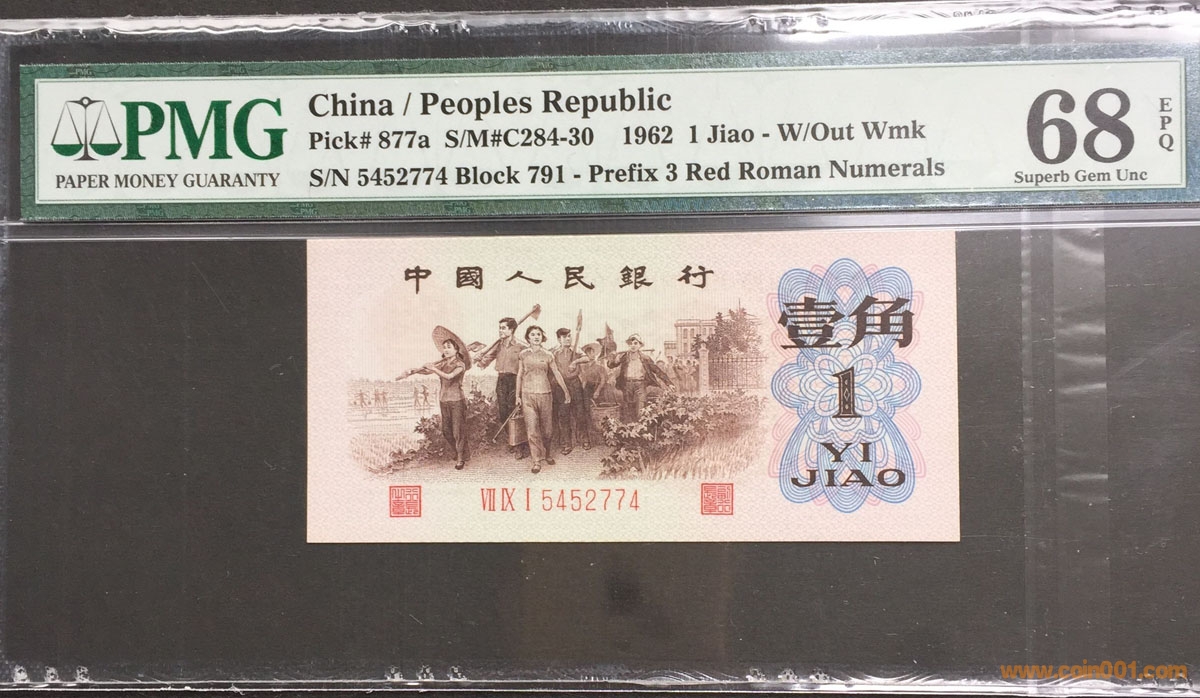 PMG
PAPER MONEY GUARANTY
China / Peoples Republic
Pick# 877a S/M#C284-30 1962 1 Jiao - W/Out Wmk
S/N 5452774 Block 791 - Prefix 3 Red Roman Numerals
68
EPQ
Superb Gem Unc
中國人民銀行
壹角
1
YI
JIAO
VII IX I 5452774
www.coin001.com